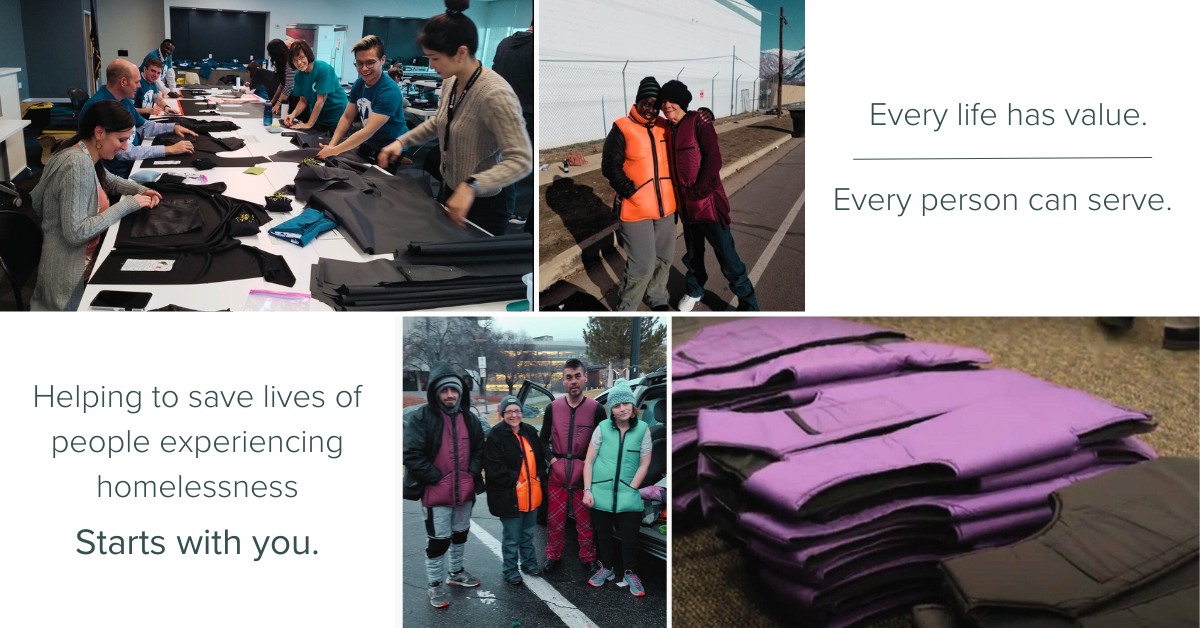 Every life has value.
Every person can serve.
Helping to save lives of
people experiencing
homelessness
Starts with you.